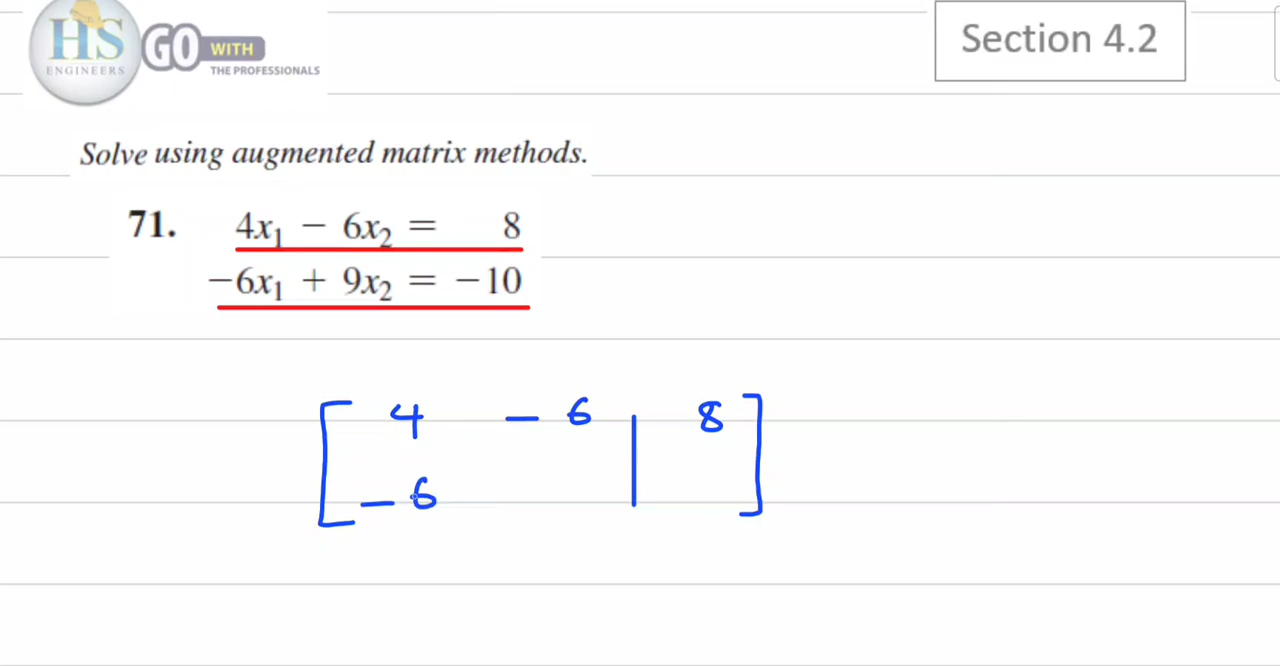 HS
ENGINEERS
GO WITH
THE PROFESSIONALS
Section 4.2
Solve using augmented matrix methods.
71. 4x₁ − 6x₂ = 8
−6x₁ + 9x₂ = −10
[ 4 − 6 | 8 ]
− 6